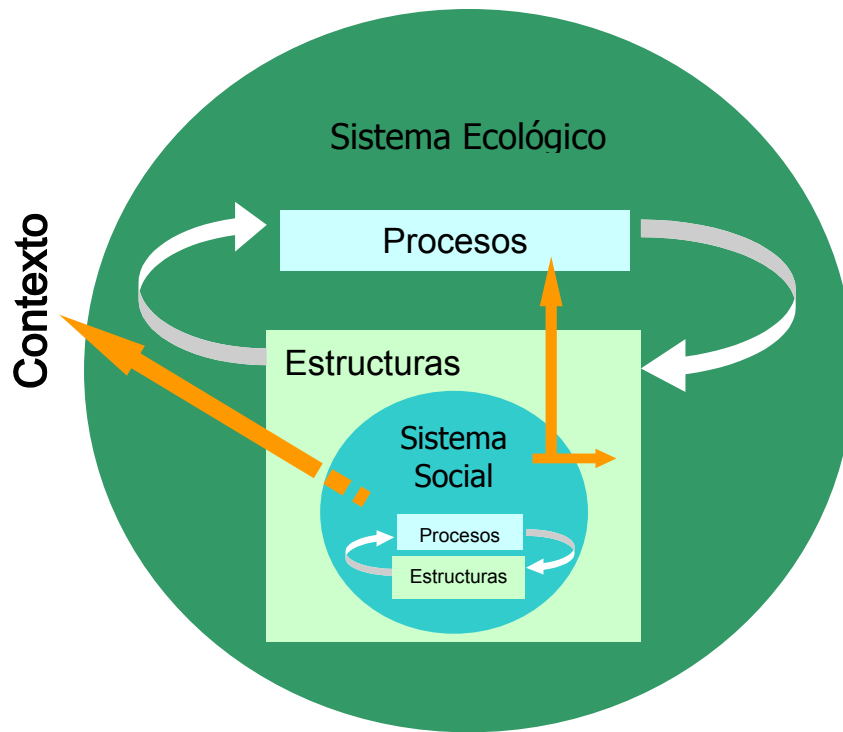 Sistema Ecológico
Contexto
Procesos
Estructuras
Sistema
Social
Procesos
Estructuras